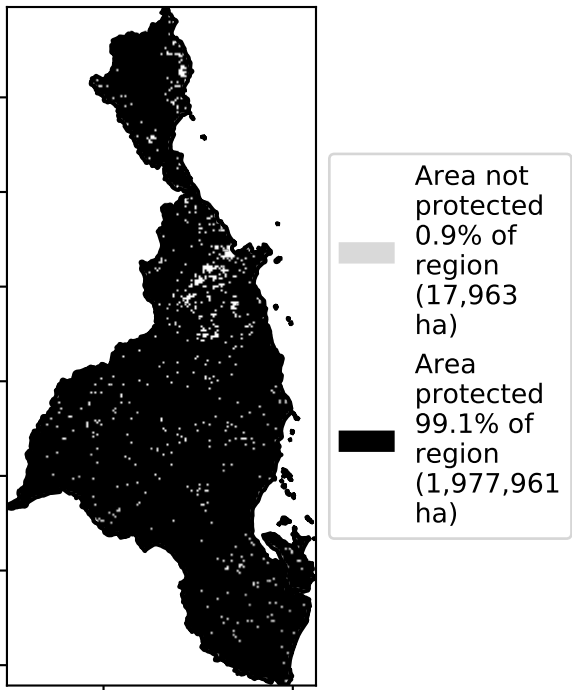 Area not
protected
0.9% of
region
(17,963
ha)
Area
protected
99.1% of
region
(1,977,961
ha)